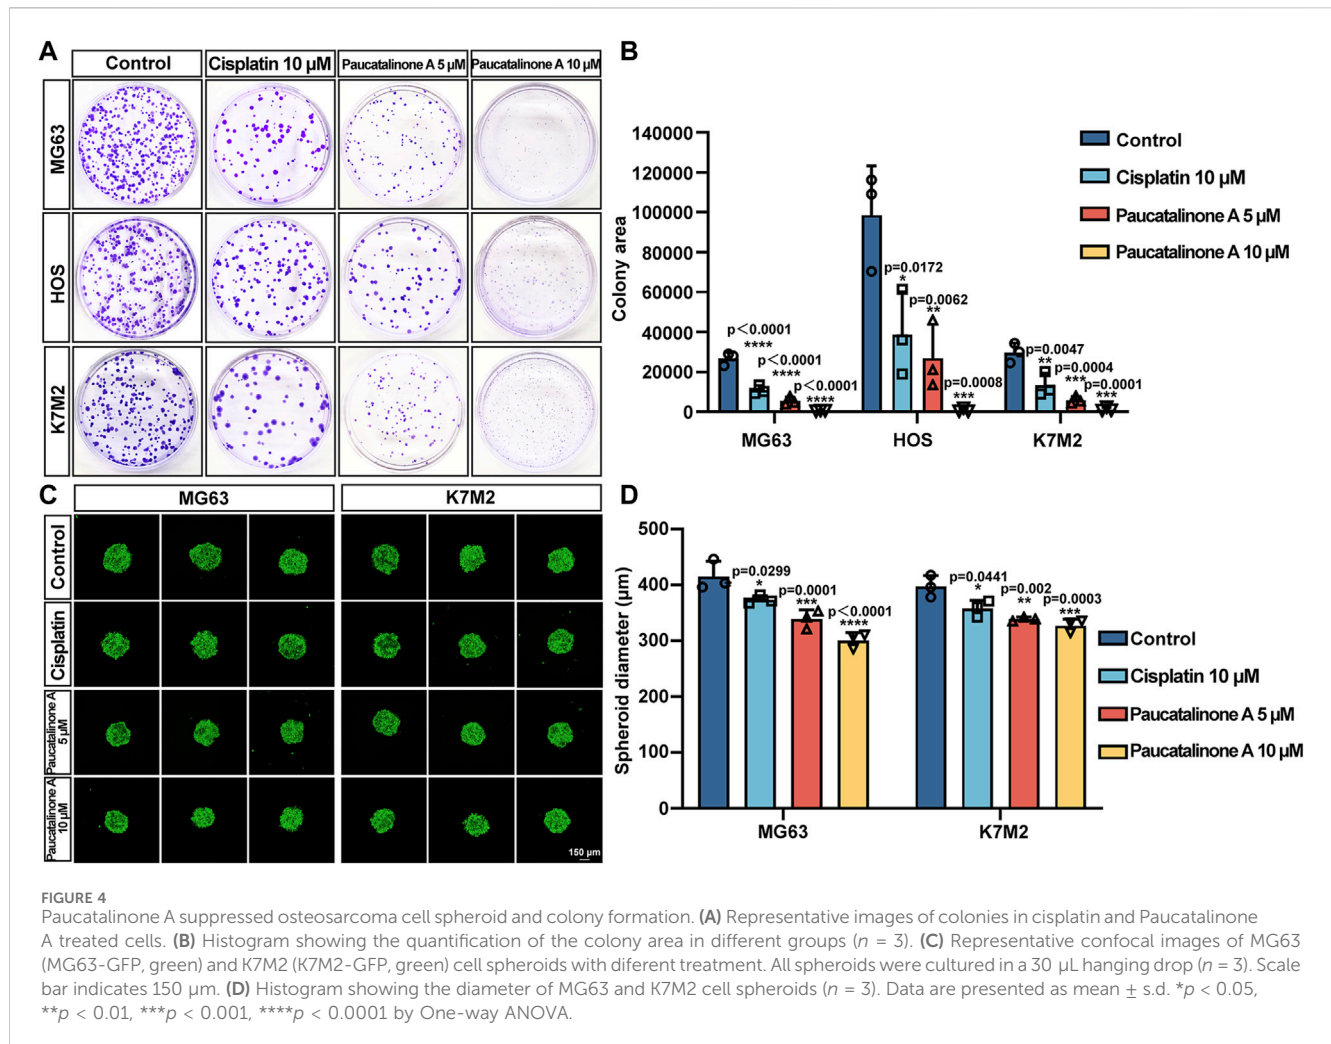 A
Control
Cisplatin 10 μM
Paucatalinone A 5 μM
Paucatalinone A 10 μM
MG63
HOS
K7M2
B
Colony area
140000
120000
100000
80000
60000
40000
20000
0
p<0.0001
****
p<0.0001
****
p<0.0001
****
p=0.0172
*
p=0.0062
**
p=0.0008
***
p=0.0047
**
p=0.0004
***
p=0.0001
***
MG63
HOS
K7M2
Control
Cisplatin 10 μM
Paucatalinone A 5 μM
Paucatalinone A 10 μM
C
MG63
K7M2
Control
Cisplatin
Paucatalinone A
5 μM
Paucatalinone A
10 μM
150 μm
D
Spheroid diameter (μm)
500
400
300
200
100
0
p=0.0299
*
p=0.0001
***
p<0.0001
****
p=0.0441
*
p=0.002
**
p=0.0003
***
MG63
K7M2
Control
Cisplatin 10 μM
Paucatalinone A 5 μM
Paucatalinone A 10 μM
FIGURE 4
Paucatalinone A suppressed osteosarcoma cell spheroid and colony formation. (A) Representative images of colonies in cisplatin and Paucatalinone
A treated cells. (B) Histogram showing the quantification of the colony area in different groups (n = 3). (C) Representative confocal images of MG63
(MG63-GFP, green) and K7M2 (K7M2-GFP, green) cell spheroids with diferent treatment. All spheroids were cultured in a 30 μL hanging drop (n = 3). Scale
bar indicates 150 μm. (D) Histogram showing the diameter of MG63 and K7M2 cell spheroids (n = 3). Data are presented as mean ± s.d. *p < 0.05,
**p < 0.01, ***p < 0.001, ****p < 0.0001 by One-way ANOVA.